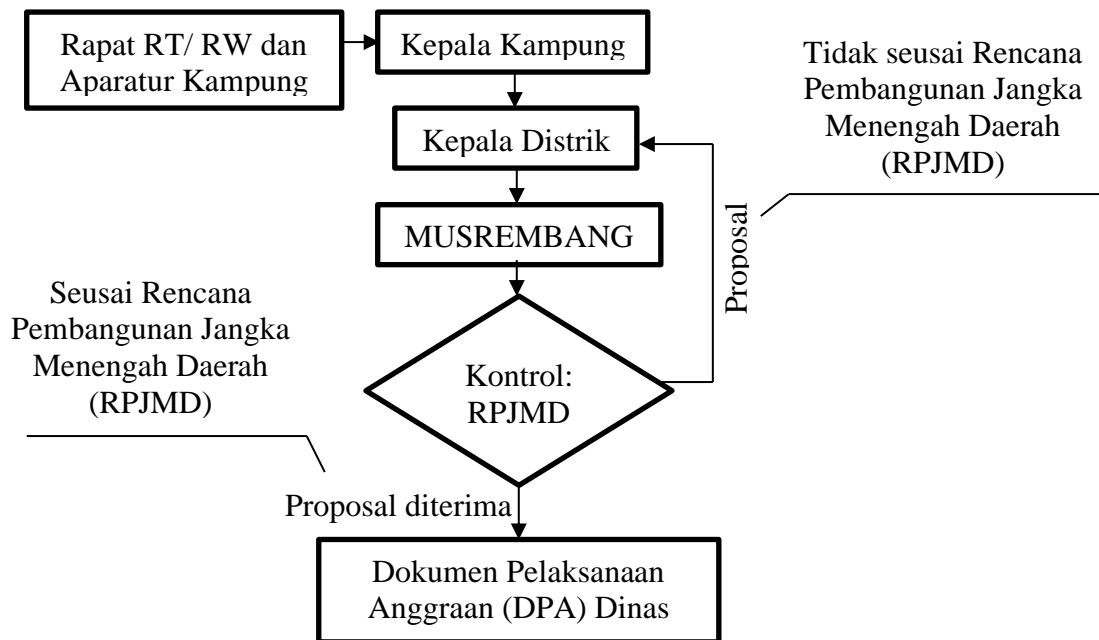 Rapat RT/ RW dan
Aparatur Kampung
Kepala Kampung
Tidak seusai Rencana
Pembangunan Jangka
Menengah Daerah
(RPJMD)
Kepala Distrik
Proposal
MUSREMBANG
Seusai Rencana
Pembangunan Jangka
Menengah Daerah
(RPJMD)
Kontrol:
RPJMD
Proposal diterima
Dokumen Pelaksanaan
Anggraan (DPA) Dinas